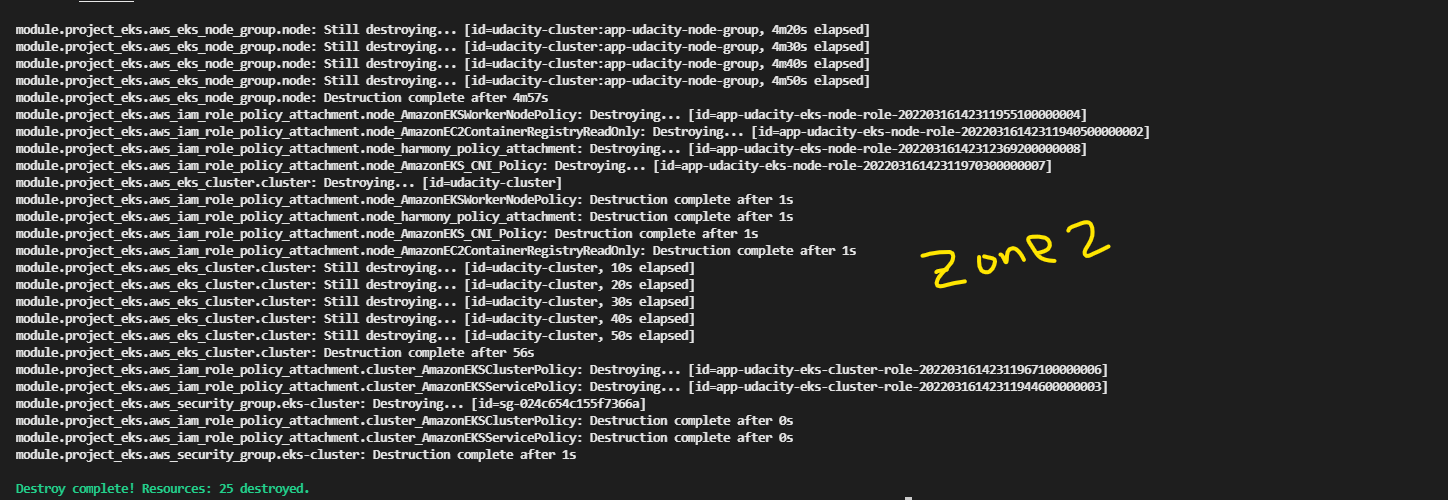 module.project_eks.aws_eks_node_group.node: Still destroying... [id=udacity-cluster:app-udacity-node-group, 4m20s elapsed]
module.project_eks.aws_eks_node_group.node: Still destroying... [id=udacity-cluster:app-udacity-node-group, 4m30s elapsed]
module.project_eks.aws_eks_node_group.node: Still destroying... [id=udacity-cluster:app-udacity-node-group, 4m40s elapsed]
module.project_eks.aws_eks_node_group.node: Still destroying... [id=udacity-cluster:app-udacity-node-group, 4m50s elapsed]
module.project_eks.aws_eks_node_group.node: Destruction complete after 4m57s
module.project_eks.aws_iam_role_policy_attachment.node_AmazonEKSWorkerNodePolicy: Destroying... [id=app-udacity-eks-node-role-20220316142311955100000004]
module.project_eks.aws_iam_role_policy_attachment.node_AmazonEC2ContainerRegistryReadOnly: Destroying... [id=app-udacity-eks-node-role-20220316142311940500000002]
module.project_eks.aws_iam_role_policy_attachment.node_harmony_policy_attachment: Destroying... [id=app-udacity-eks-node-role-20220316142312369200000008]
module.project_eks.aws_iam_role_policy_attachment.node_AmazonEKS_CNI_Policy: Destroying... [id=app-udacity-eks-node-role-20220316142311970300000007]
module.project_eks.aws_eks_cluster.cluster: Destroying... [id=udacity-cluster]
module.project_eks.aws_iam_role_policy_attachment.node_AmazonEKSWorkerNodePolicy: Destruction complete after 1s
module.project_eks.aws_iam_role_policy_attachment.node_harmony_policy_attachment: Destruction complete after 1s
module.project_eks.aws_iam_role_policy_attachment.node_AmazonEKS_CNI_Policy: Destruction complete after 1s
module.project_eks.aws_iam_role_policy_attachment.node_AmazonEC2ContainerRegistryReadOnly: Destruction complete after 1s
Zone 2
module.project_eks.aws_eks_cluster.cluster: Still destroying... [id=udacity-cluster, 10s elapsed]
module.project_eks.aws_eks_cluster.cluster: Still destroying... [id=udacity-cluster, 20s elapsed]
module.project_eks.aws_eks_cluster.cluster: Still destroying... [id=udacity-cluster, 30s elapsed]
module.project_eks.aws_eks_cluster.cluster: Still destroying... [id=udacity-cluster, 40s elapsed]
module.project_eks.aws_eks_cluster.cluster: Still destroying... [id=udacity-cluster, 50s elapsed]
module.project_eks.aws_eks_cluster.cluster: Destruction complete after 56s
module.project_eks.aws_iam_role_policy_attachment.cluster_AmazonEKSClusterPolicy: Destroying... [id=app-udacity-eks-cluster-role-20220316142311967100000006]
module.project_eks.aws_iam_role_policy_attachment.cluster_AmazonEKSServicePolicy: Destroying... [id=app-udacity-eks-cluster-role-20220316142311944600000003]
module.project_eks.aws_security_group.eks-cluster: Destroying... [id=sg-024c654c155f7366a]
module.project_eks.aws_iam_role_policy_attachment.cluster_AmazonEKSClusterPolicy: Destruction complete after 0s
module.project_eks.aws_iam_role_policy_attachment.cluster_AmazonEKSServicePolicy: Destruction complete after 0s
module.project_eks.aws_security_group.eks-cluster: Destruction complete after 1s
Destroy complete! Resources: 25 destroyed.